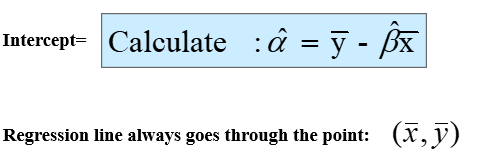 Intercept= Calculate : α̂ = y̅ - β̂x̅
Regression line always goes through the point: (x̅, y̅)